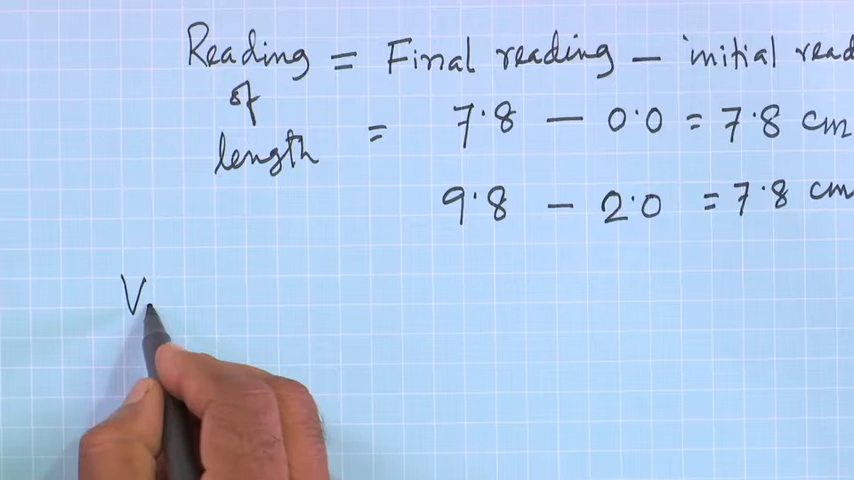 Reading = Final reading - initial read
of
length = 7.8 - 0.0 = 7.8 cm
9.8 - 2.0 = 7.8 cm
V